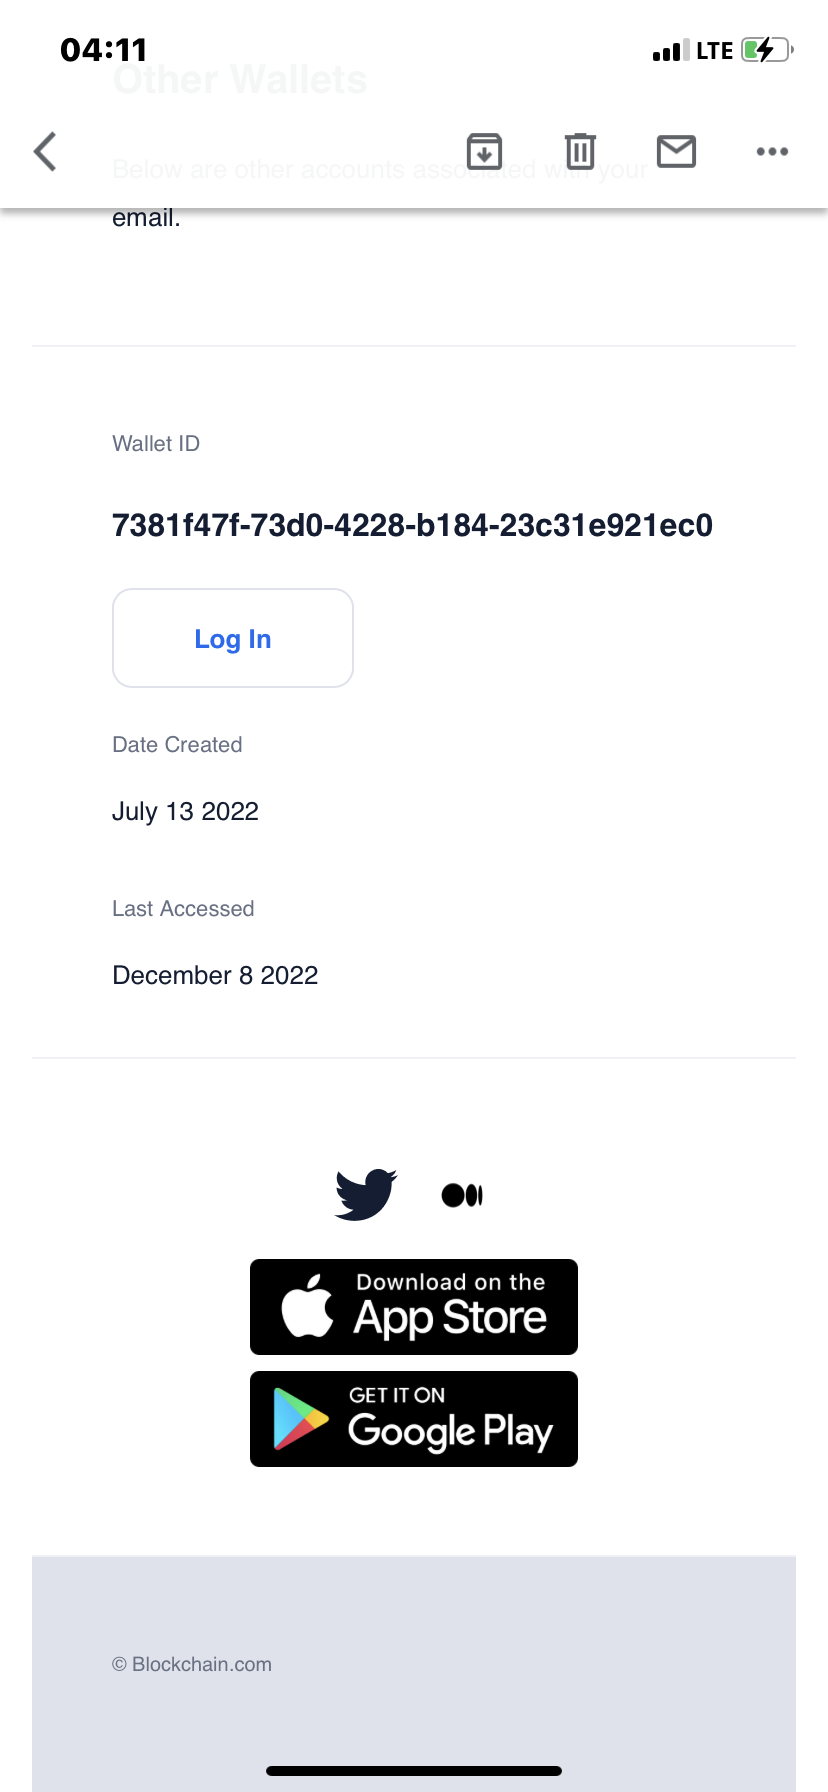 04:11
LTE
Other Wallets
Below are other accounts associated with your
email.
Wallet ID
7381f47f-73d0-4228-b184-23c31e921ec0
Log In
Date Created
July 13 2022
Last Accessed
December 8 2022
Download on the
App Store
GET IT ON
Google Play
© Blockchain.com